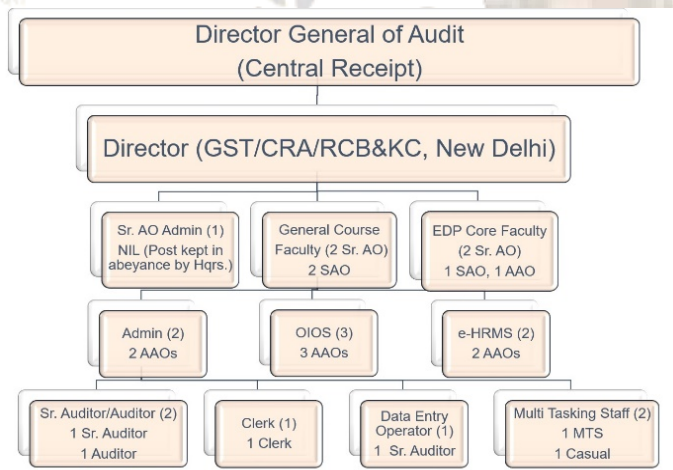 Director General of Audit
(Central Receipt)
Director (GST/CRA/RCB&KC, New Delhi)
Sr. AO Admin (1)
NIL (Post kept in
abeyance by Hqrs.)
General Course
Faculty (2 Sr. AO)
2 SAO
EDP Core Faculty
(2 Sr. AO)
1 SAO, 1 AAO
Admin (2)
2 AAOs
OIOS (3)
3 AAOs
e-HRMS (2)
2 AAOs
Sr. Auditor/Auditor (2)
1 Sr. Auditor
1 Auditor
Clerk (1)
1 Clerk
Data Entry
Operator (1)
1 Sr. Auditor
Multi Tasking Staff (2)
1 MTS
1 Casual